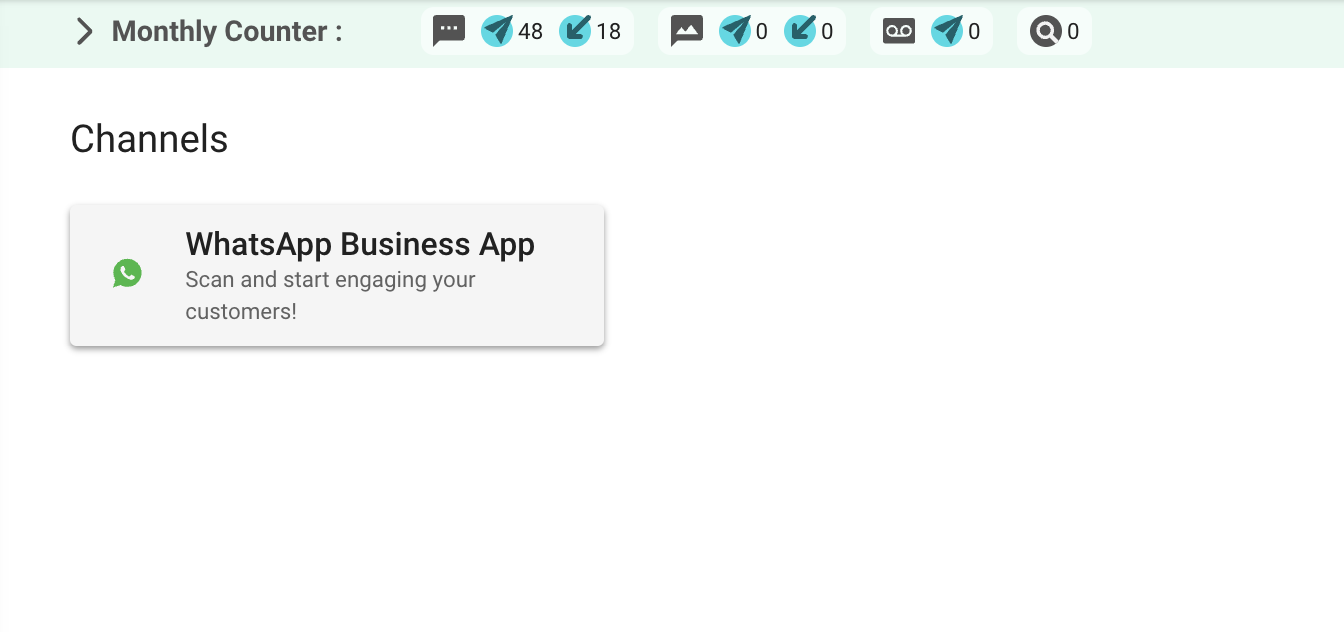 Monthly Counter : 48 18 0 0 0 0
Channels
WhatsApp Business App
Scan and start engaging your
customers!